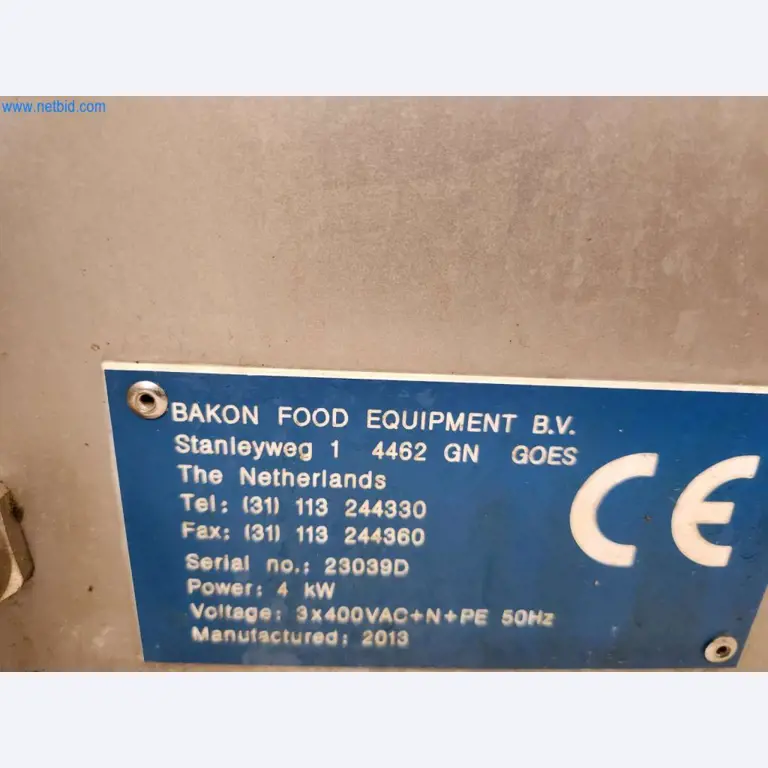 www.netbid.com
BAKON FOOD EQUIPMENT B.V.
Stanleyweg 1 4462 GN GOES
The Netherlands
Tel: (31) 113 244330
Fax: (31) 113 244360
Serial no.: 23039D
Power: 4 kW
Voltage: 3x400VAC+N+PE 50Hz
Manufactured: 2013
CE